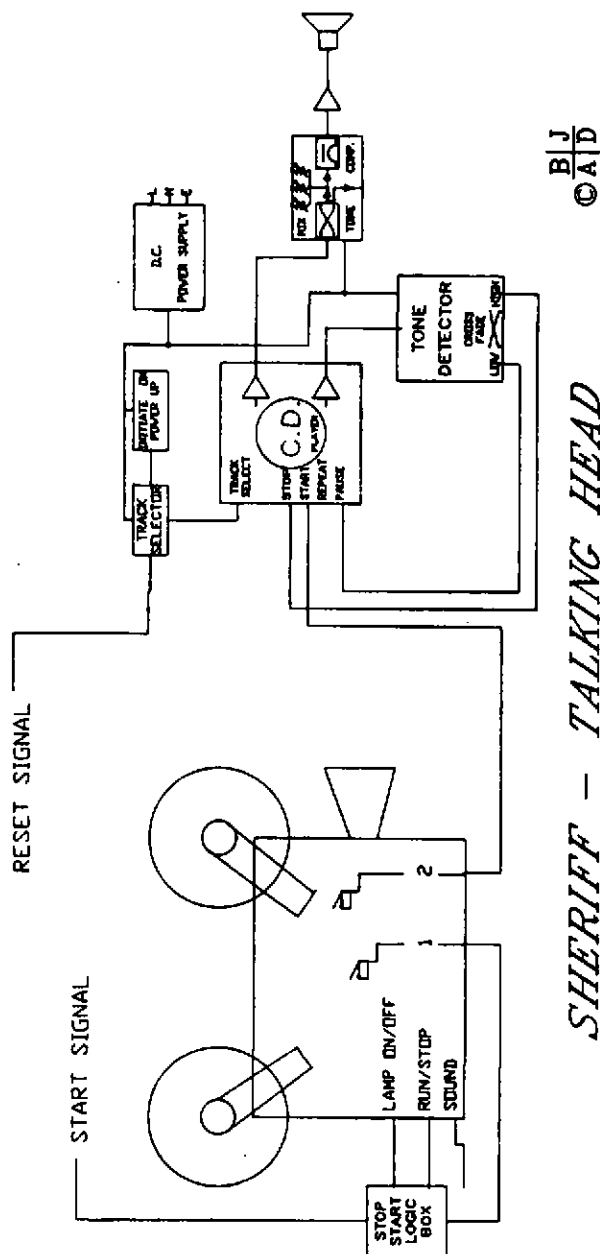 START SIGNAL
RESET SIGNAL
STOP
START
LOGIC
BOX
LAMP ON/OFF
RUN/STOP
SOUND
1
2
TRACK
SELECTOR
INITIATE ON
POWER UP
D.C.
POWER SUPPLY
L
N
E
TRACK
SELECT
STOP
START
REPEAT
PAUSE
C.D.
PLAYER
TONE
DETECTOR
CROSS
FADE
LOW
HIGH
TONE
COMP.
B J
© A D
SHERIFF - TALKING HEAD